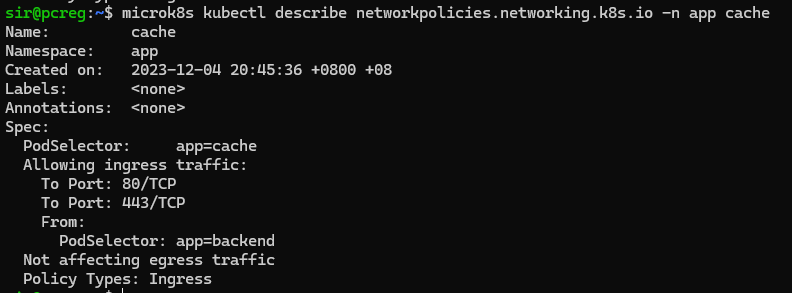 sir@pcreg:~$ microk8s kubectl describe networkpolicies.networking.k8s.io -n app cache
Name:         cache
Namespace:    app
Created on:   2023-12-04 20:45:36 +0800 +08
Labels:       <none>
Annotations:  <none>
Spec:
  PodSelector:     app=cache
  Allowing ingress traffic:
    To Port: 80/TCP
    To Port: 443/TCP
    From:
      PodSelector: app=backend
  Not affecting egress traffic
  Policy Types: Ingress